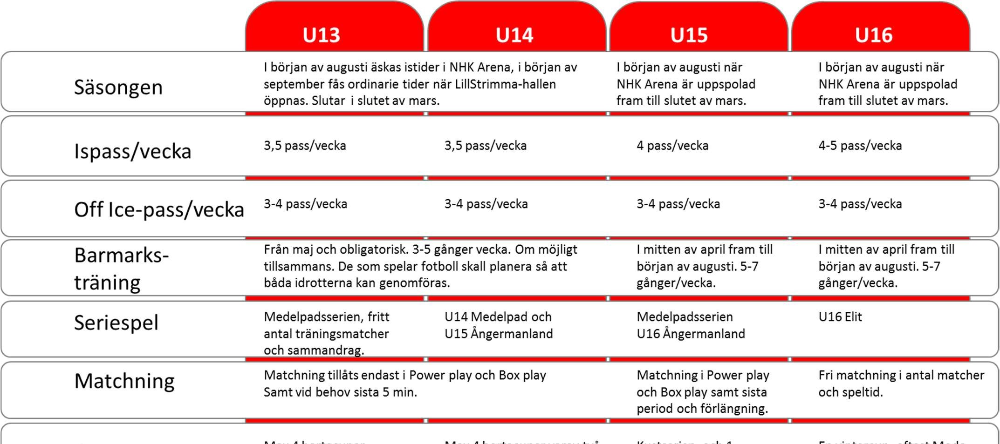 U13 U14 U15 U16
Säsongen
I början av augusti äskas istider i NHK Arena, i början av
september fås ordinarie tider när LillStrimma-hallen
öppnas. Slutar i slutet av mars.
I början av augusti när
NHK Arena är uppspolad
fram till slutet av mars.
I början av augusti när
NHK Arena är uppspolad
fram till slutet av mars.
Ispass/vecka
3,5 pass/vecka
3,5 pass/vecka
4 pass/vecka
4-5 pass/vecka
Off Ice-pass/vecka
3-4 pass/vecka
3-4 pass/vecka
3-4 pass/vecka
3-4 pass/vecka
Barmarks-
träning
Från maj och obligatorisk. 3-5 gånger vecka. Om möjligt
tillsammans. De som spelar fotboll skall planera så att
båda idrotterna kan genomföras.
I mitten av april fram till
början av augusti. 5-7
gånger/vecka.
I mitten av april fram till
början av augusti. 5-7
gånger/vecka.
Seriespel
Medelpadsserien, fritt
antal träningsmatcher
och sammandrag.
U14 Medelpad och
U15 Ångermanland
Medelpadsserien
U16 Ångermanland
U16 Elit
Matchning
Matchning tillåts endast i Power play och Box play
Samt vid behov sista 5 min.
Matchning i Power play
och Box play samt sista
period och förlängning.
Fri matchning i antal matcher
och speltid.